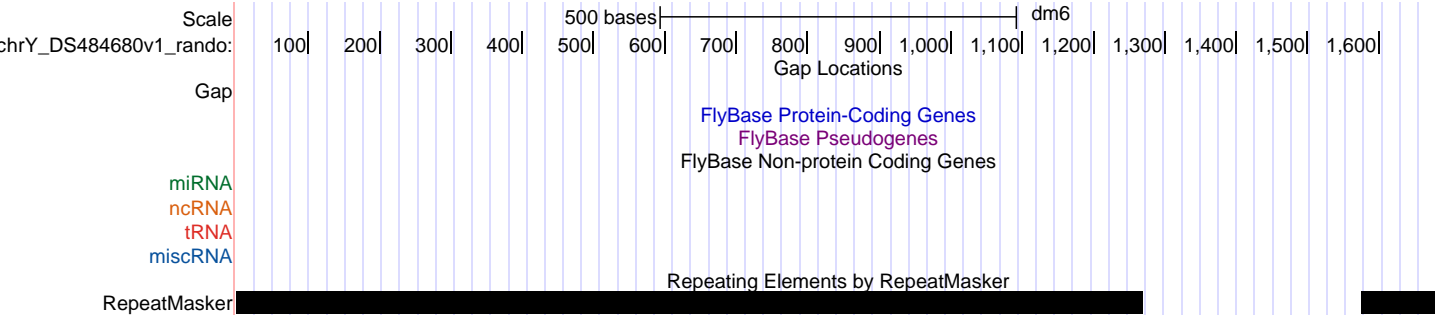 Scale 500 bases dm6
chrY_DS484680v1_rando: 100 200 300 400 500 600 700 800 900 1,000 1,100 1,200 1,300 1,400 1,500 1,600
Gap Locations
Gap
FlyBase Protein-Coding Genes
FlyBase Pseudogenes
FlyBase Non-protein Coding Genes
miRNA
ncRNA
tRNA
miscRNA
Repeating Elements by RepeatMasker
RepeatMasker